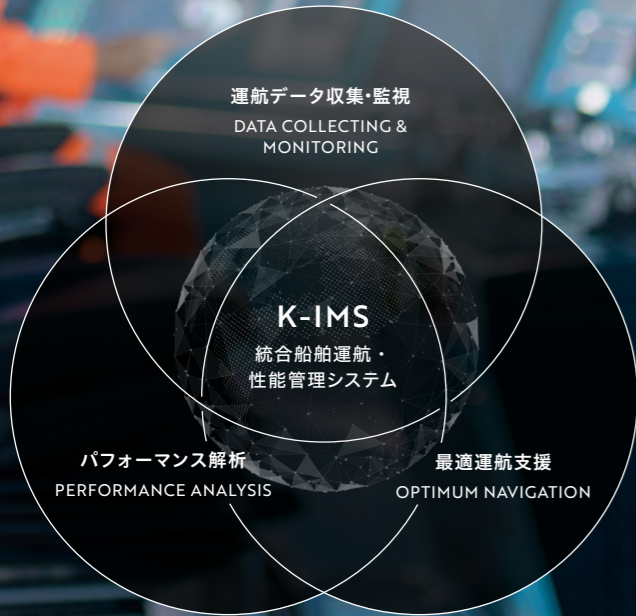 運航データ収集・監視
DATA COLLECTING &
MONITORING
K-IMS
統合船舶運航・
性能管理システム
パフォーマンス解析
PERFORMANCE ANALYSIS
最適運航支援
OPTIMUM NAVIGATION